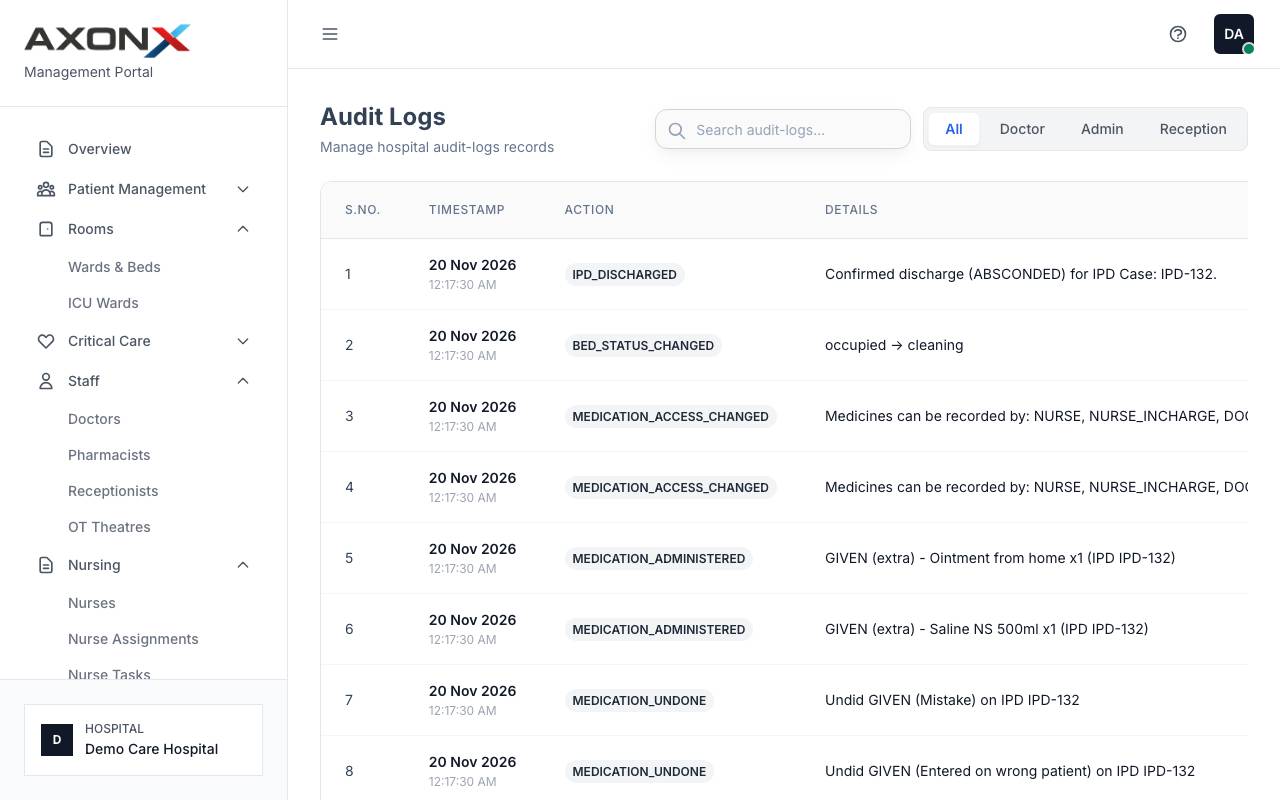 AXONX
Management Portal
Overview
Patient Management
Rooms
Wards & Beds
ICU Wards
Critical Care
Staff
Doctors
Pharmacists
Receptionists
OT Theatres
Nursing
Nurses
Nurse Assignments
Nurse Tasks
D
HOSPITAL
Demo Care Hospital
DA
Audit Logs
Manage hospital audit-logs records
Search audit-logs...
All Doctor Admin Reception
S.NO. TIMESTAMP ACTION DETAILS
1 20 Nov 2026 12:17:30 AM IPD_DISCHARGED Confirmed discharge (ABSCONDED) for IPD Case: IPD-132.
2 20 Nov 2026 12:17:30 AM BED_STATUS_CHANGED occupied → cleaning
3 20 Nov 2026 12:17:30 AM MEDICATION_ACCESS_CHANGED Medicines can be recorded by: NURSE, NURSE_INCHARGE, DOC
4 20 Nov 2026 12:17:30 AM MEDICATION_ACCESS_CHANGED Medicines can be recorded by: NURSE, NURSE_INCHARGE, DOC
5 20 Nov 2026 12:17:30 AM MEDICATION_ADMINISTERED GIVEN (extra) - Ointment from home x1 (IPD IPD-132)
6 20 Nov 2026 12:17:30 AM MEDICATION_ADMINISTERED GIVEN (extra) - Saline NS 500ml x1 (IPD IPD-132)
7 20 Nov 2026 12:17:30 AM MEDICATION_UNDONE Undid GIVEN (Mistake) on IPD IPD-132
8 20 Nov 2026 12:17:30 AM MEDICATION_UNDONE Undid GIVEN (Entered on wrong patient) on IPD IPD-132